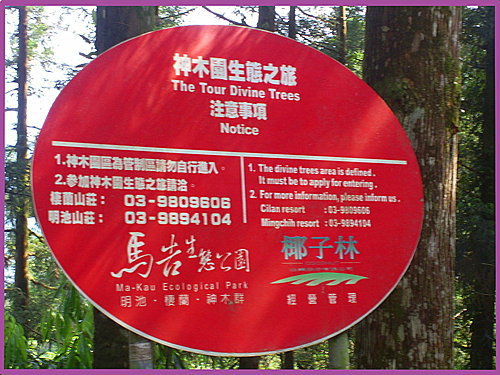 神木園生態之旅
The Tour Divine Trees
注意事項
Notice
1.神木園區為管制區請勿自行進入。
2.參加神木園生態之旅請洽。
棲蘭山莊： 03-9809606
明池山莊： 03-9894104
1. The divine trees area is defined .
It must be to apply for entering .
2. For more information, please inform us .
Cilan resort : 03-9809606
Mingchih resort : 03-9894104
馬告生態公園
Ma-Kau Ecological Park
明池 - 棲蘭 - 神木群
椰子林
經營管理